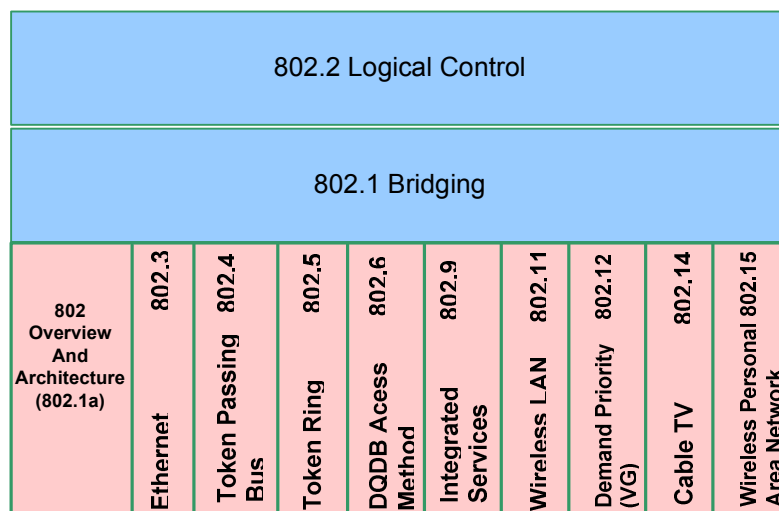 802.2 Logical Control
802.1 Bridging
802
Overview
And
Architecture
(802.1a)
Ethernet 802.3
Token Passing 802.4
Bus
Token Ring 802.5
DQDB Acess 802.6
Method
Integrated 802.9
Services
Wireless LAN 802.11
Demand Priority 802.12
(VG)
Cable TV 802.14
Wireless Personal 802.15
Area Network